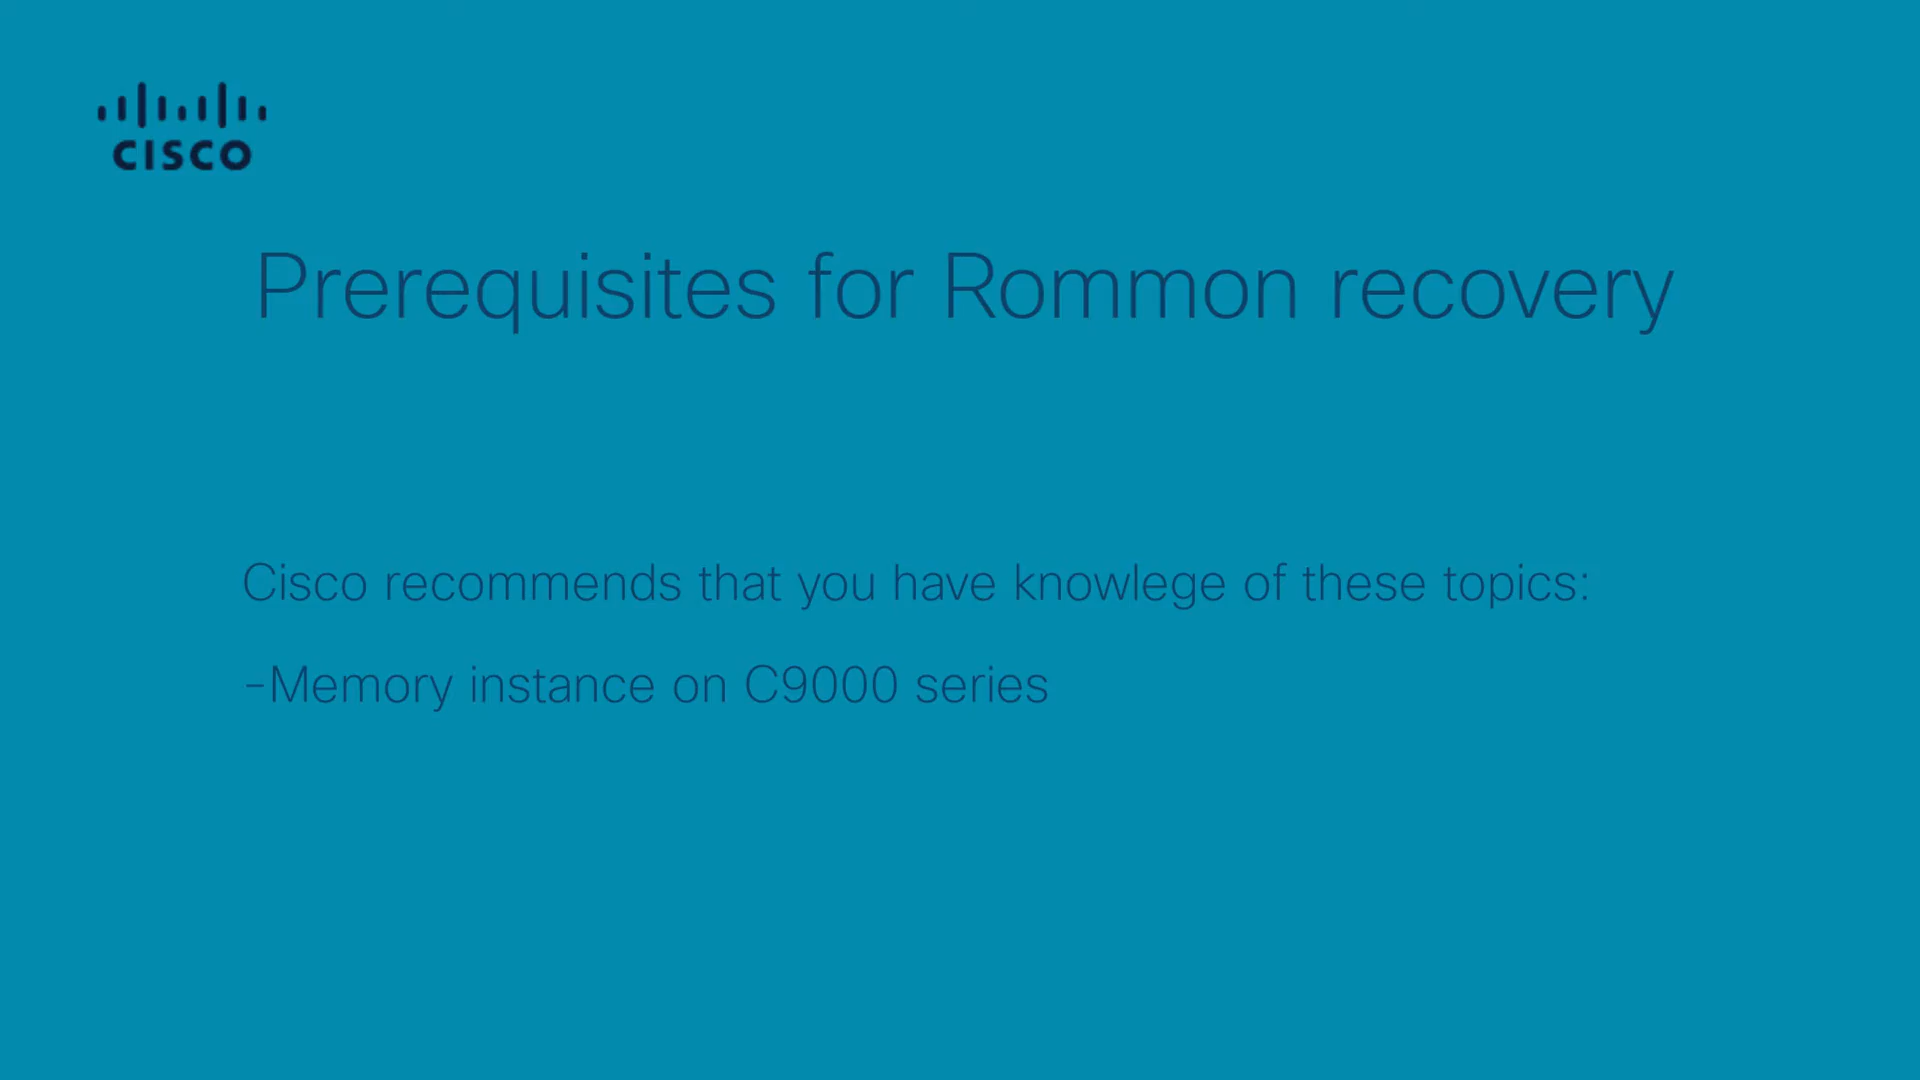 CISCO
Prerequisites for Rommon recovery
Cisco recommends that you have knowlege of these topics:
-Memory instance on C9000 series